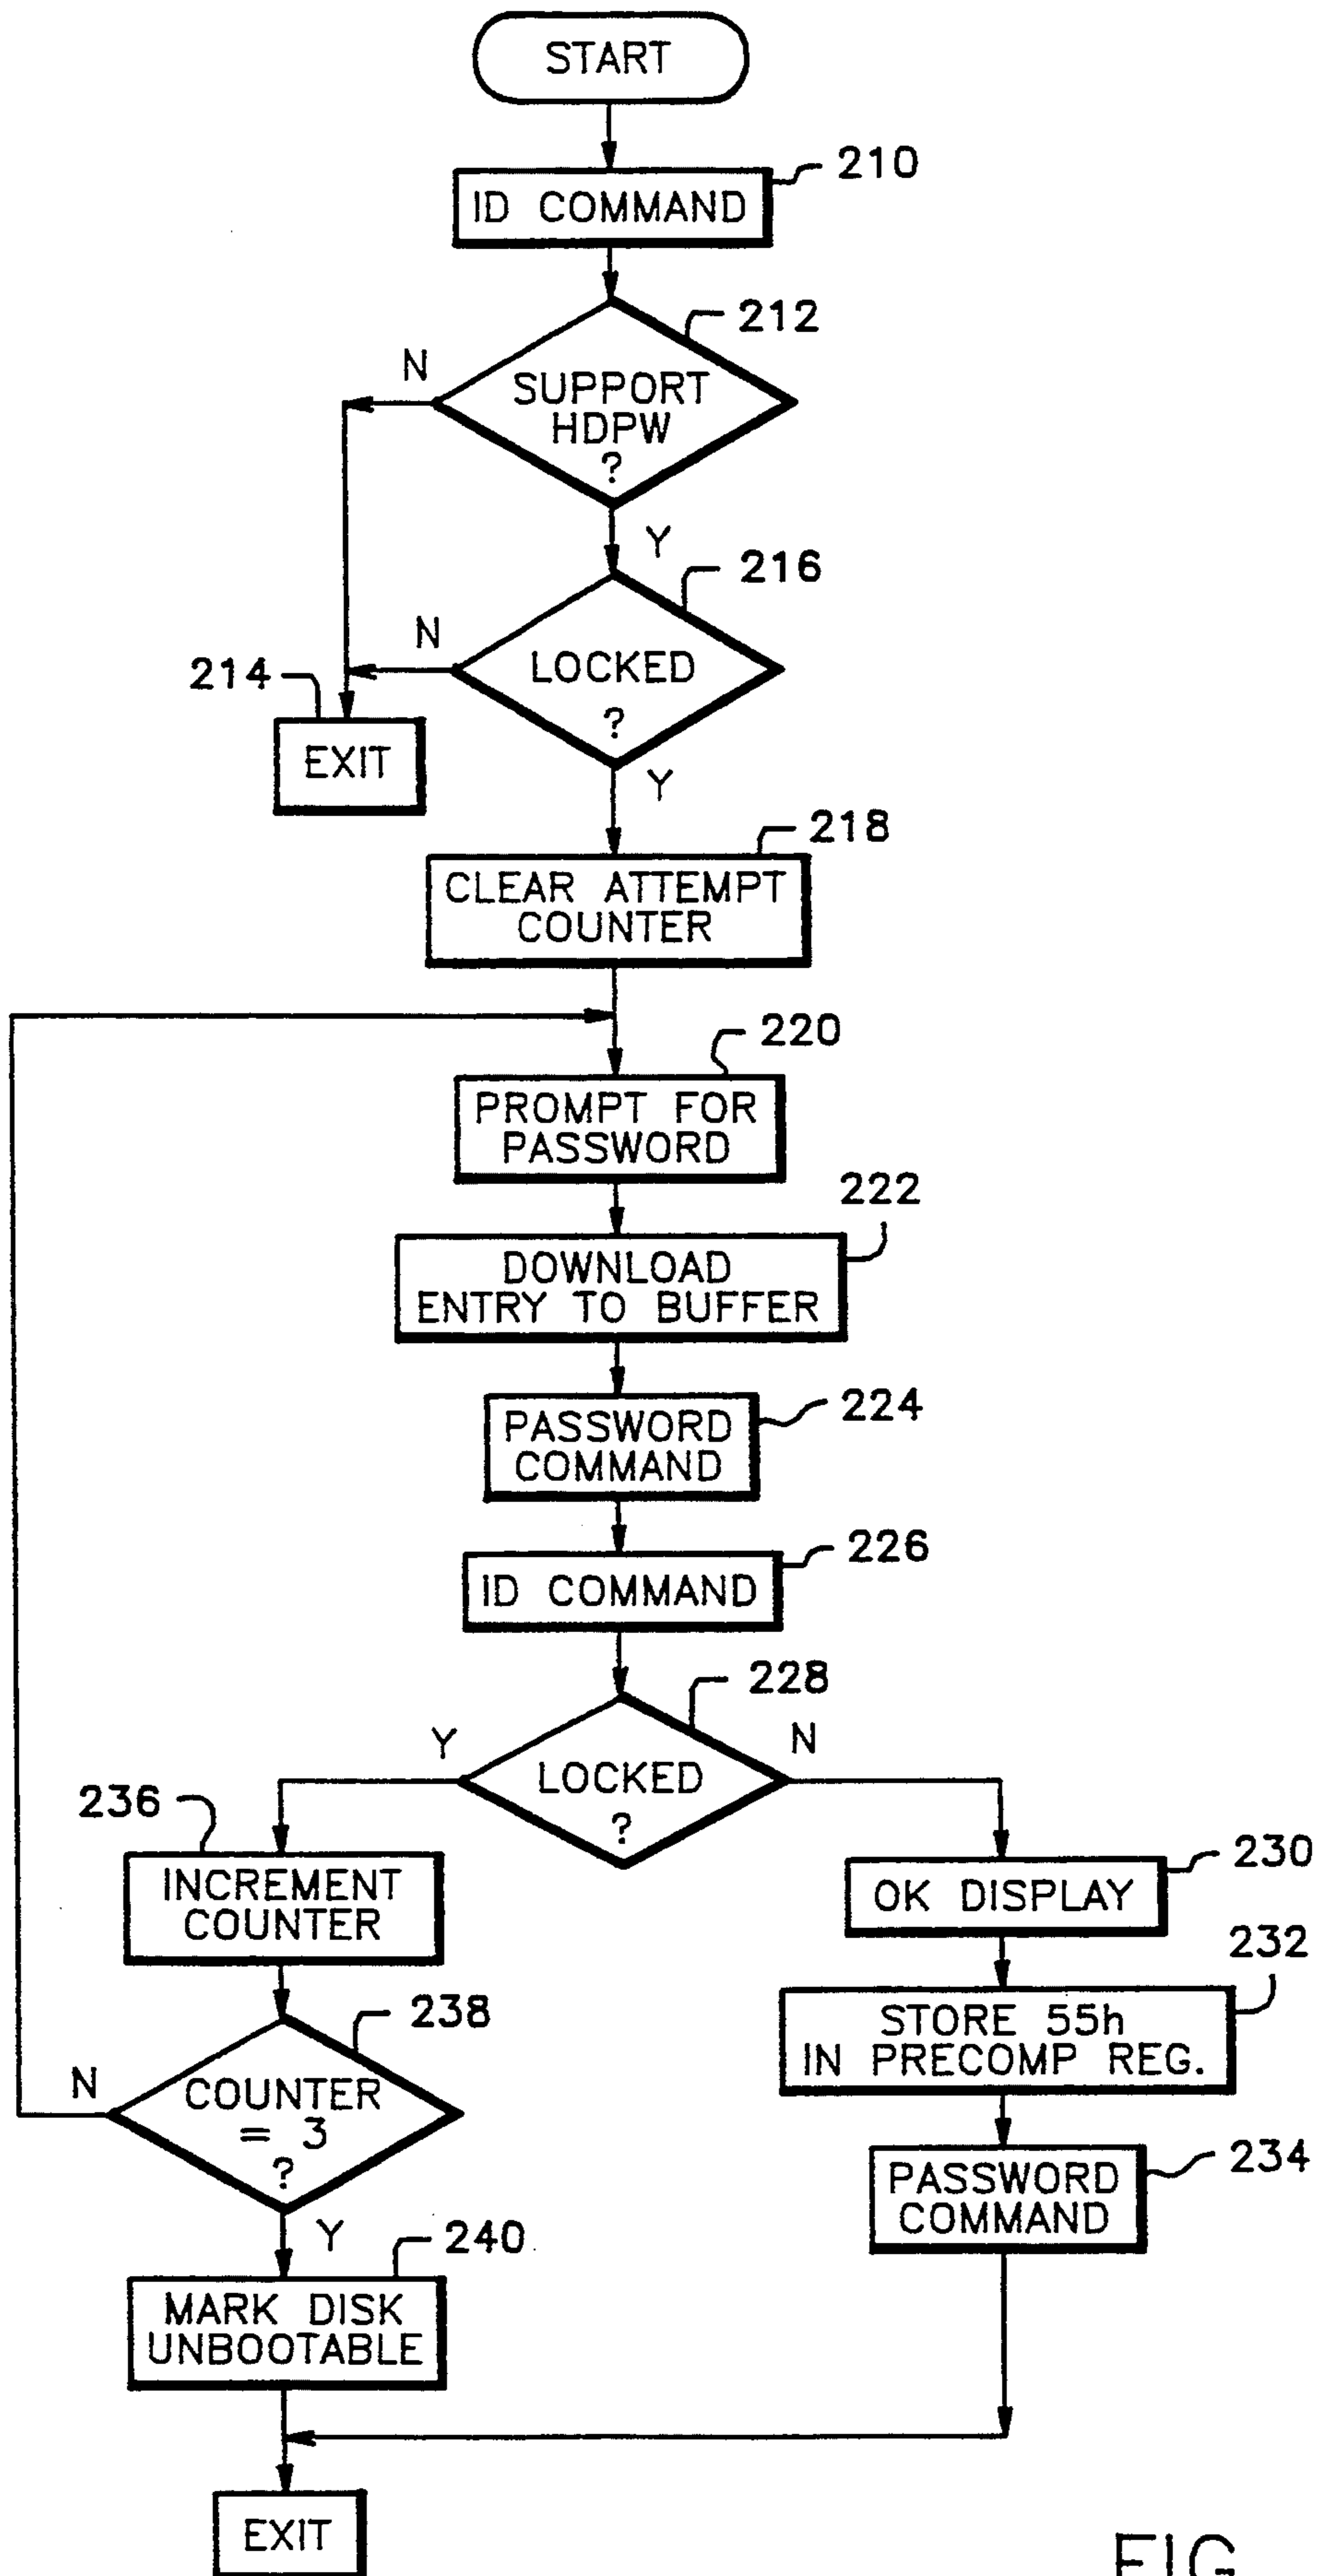 START
210
ID COMMAND
212
N
SUPPORT
HDPW
?
Y
216
N
LOCKED
?
214
EXIT
Y
218
CLEAR ATTEMPT
COUNTER
220
PROMPT FOR
PASSWORD
222
DOWNLOAD
ENTRY TO BUFFER
224
PASSWORD
COMMAND
226
ID COMMAND
228
Y
N
LOCKED
?
236
INCREMENT
COUNTER
230
OK DISPLAY
232
STORE 55h
IN PRECOMP REG.
238
N
COUNTER
= 3
?
234
PASSWORD
COMMAND
Y
240
MARK DISK
UNBOOTABLE
EXIT
FIG